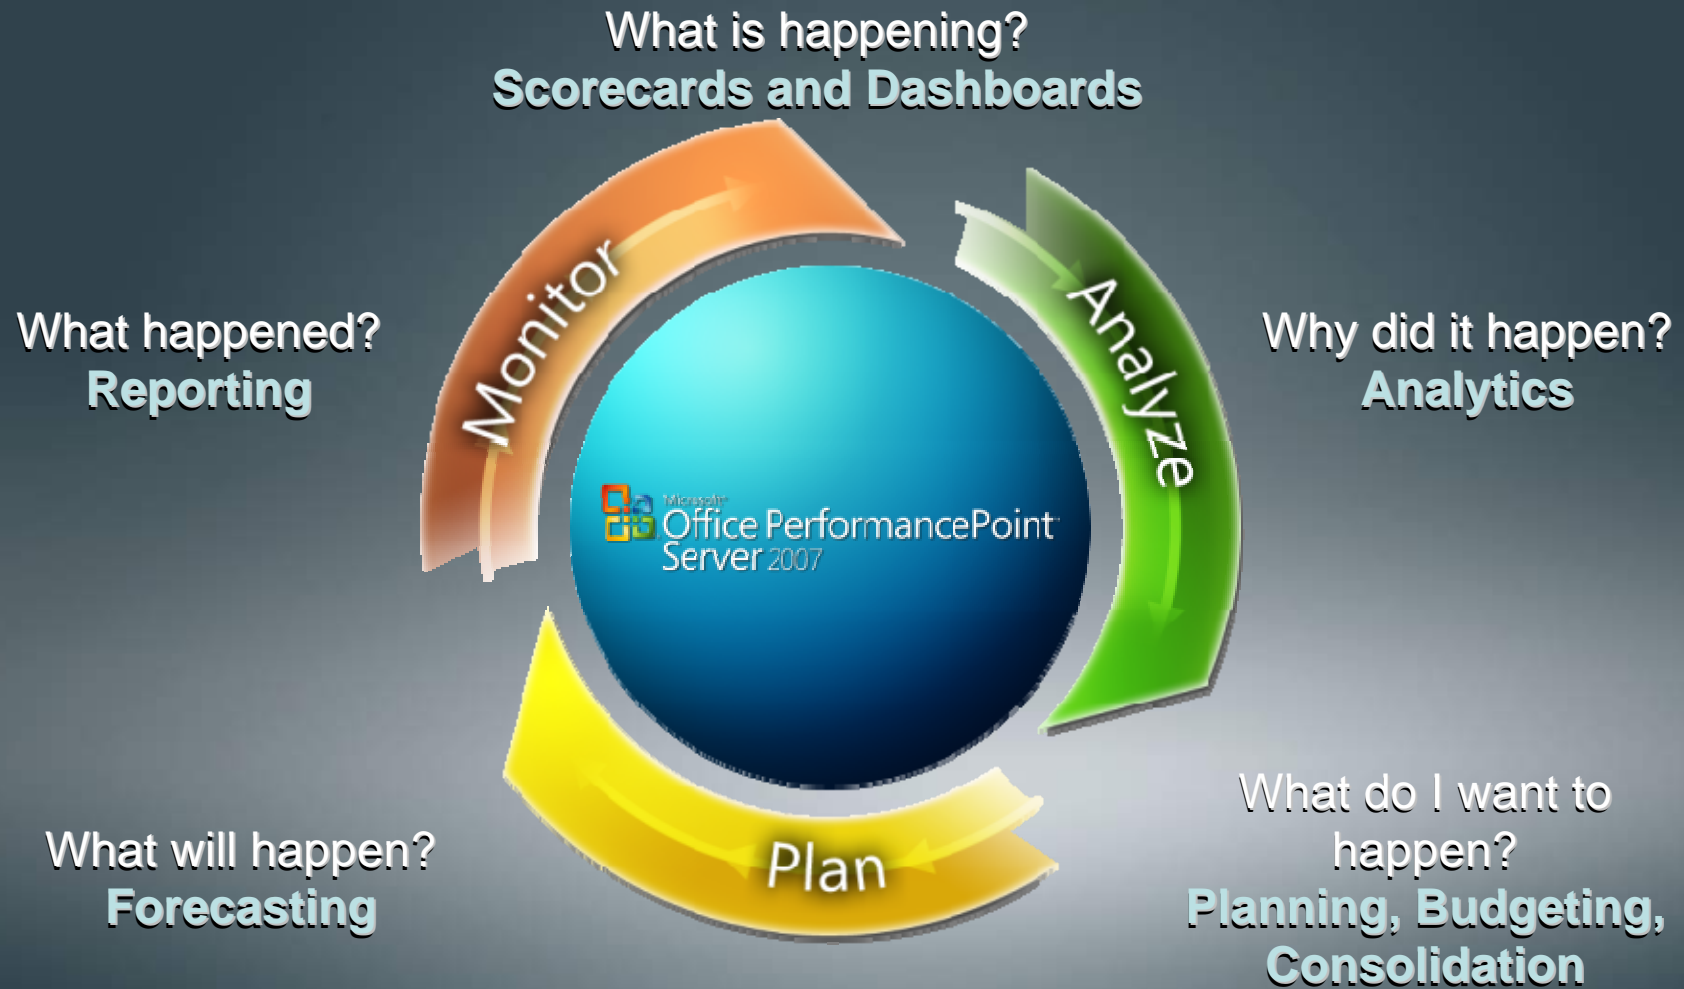 What is happening?
Scorecards and Dashboards
Monitor
Analyze
What happened?
Reporting
Why did it happen?
Analytics
Microsoft®
Office PerformancePoint
Server 2007
What do I want to
happen?
Planning, Budgeting,
Consolidation
What will happen?
Forecasting
Plan